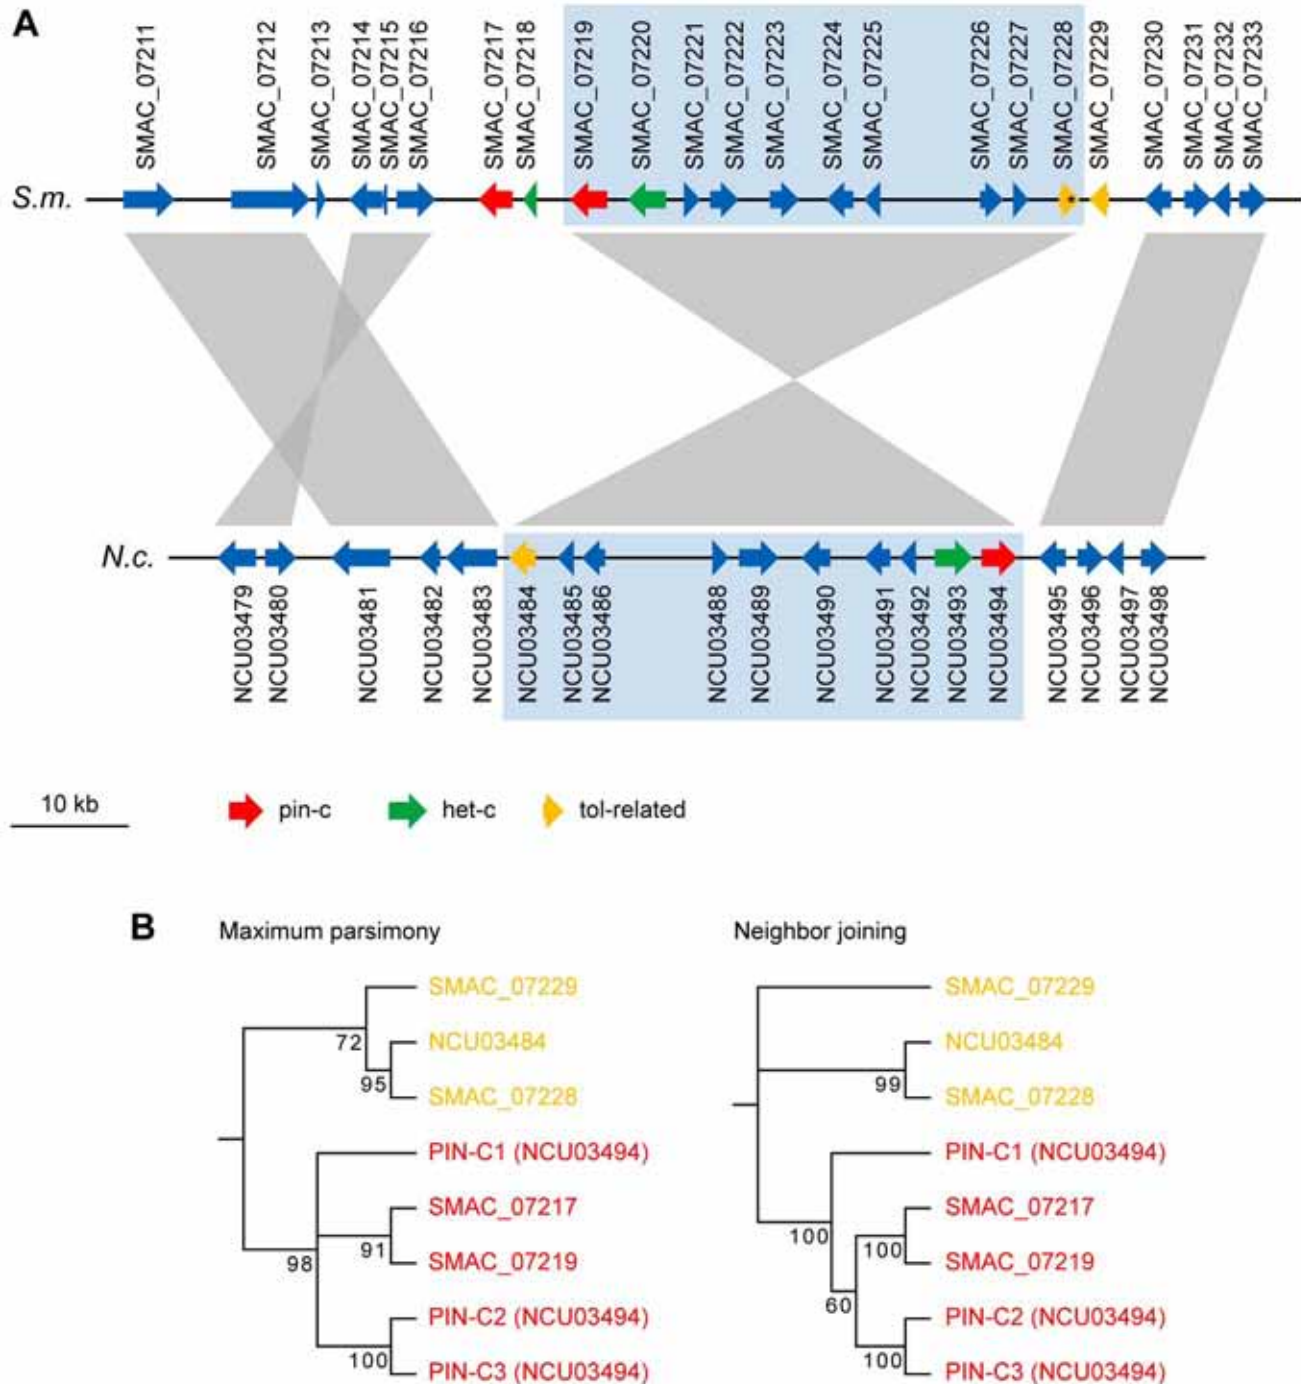 A
SMAC_07211
SMAC_07212
SMAC_07213
SMAC_07214
SMAC_07215
SMAC_07216
SMAC_07217
SMAC_07218
SMAC_07219
SMAC_07220
SMAC_07221
SMAC_07222
SMAC_07223
SMAC_07224
SMAC_07225
SMAC_07226
SMAC_07227
SMAC_07228
SMAC_07229
SMAC_07230
SMAC_07231
SMAC_07232
SMAC_07233
S.m.
*
N.c.
NCU03479
NCU03480
NCU03481
NCU03482
NCU03483
NCU03484
NCU03485
NCU03486
NCU03488
NCU03489
NCU03490
NCU03491
NCU03492
NCU03493
NCU03494
NCU03495
NCU03496
NCU03497
NCU03498
10 kb
pin-c
het-c
tol-related
B
Maximum parsimony
SMAC_07229
72
NCU03484
95
SMAC_07228
PIN-C1 (NCU03494)
SMAC_07217
91
98
SMAC_07219
PIN-C2 (NCU03494)
100
PIN-C3 (NCU03494)
Neighbor joining
SMAC_07229
NCU03484
99
SMAC_07228
PIN-C1 (NCU03494)
SMAC_07217
100
100
SMAC_07219
60
PIN-C2 (NCU03494)
100
PIN-C3 (NCU03494)